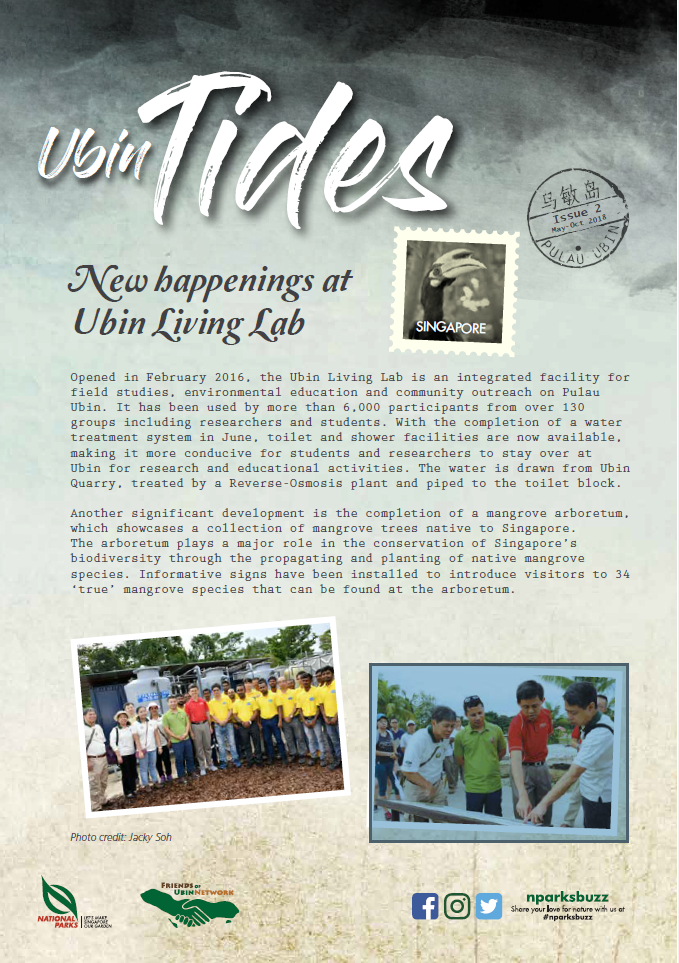 Ubin Tides
乌敏岛
Issue 2
May-Oct 2018
PULAU UBIN
New happenings at
Ubin Living Lab
SINGAPORE
Opened in February 2016, the Ubin Living Lab is an integrated facility for
field studies, environmental education and community outreach on Pulau
Ubin. It has been used by more than 6,000 participants from over 130
groups including researchers and students. With the completion of a water
treatment system in June, toilet and shower facilities are now available,
making it more conducive for students and researchers to stay over at
Ubin for research and educational activities. The water is drawn from Ubin
Quarry, treated by a Reverse-Osmosis plant and piped to the toilet block.
Another significant development is the completion of a mangrove arboretum,
which showcases a collection of mangrove trees native to Singapore.
The arboretum plays a major role in the conservation of Singapore's
biodiversity through the propagating and planting of native mangrove
species. Informative signs have been installed to introduce visitors to 34
'true' mangrove species that can be found at the arboretum.
Photo credit: Jacky Soh
NATIONAL
PARKS
LET'S MAKE
SINGAPORE
OUR GARDEN
FRIENDS OF
UBIN NETWORK
nparksbuzz
Share your love for nature with us at
#nparksbuzz